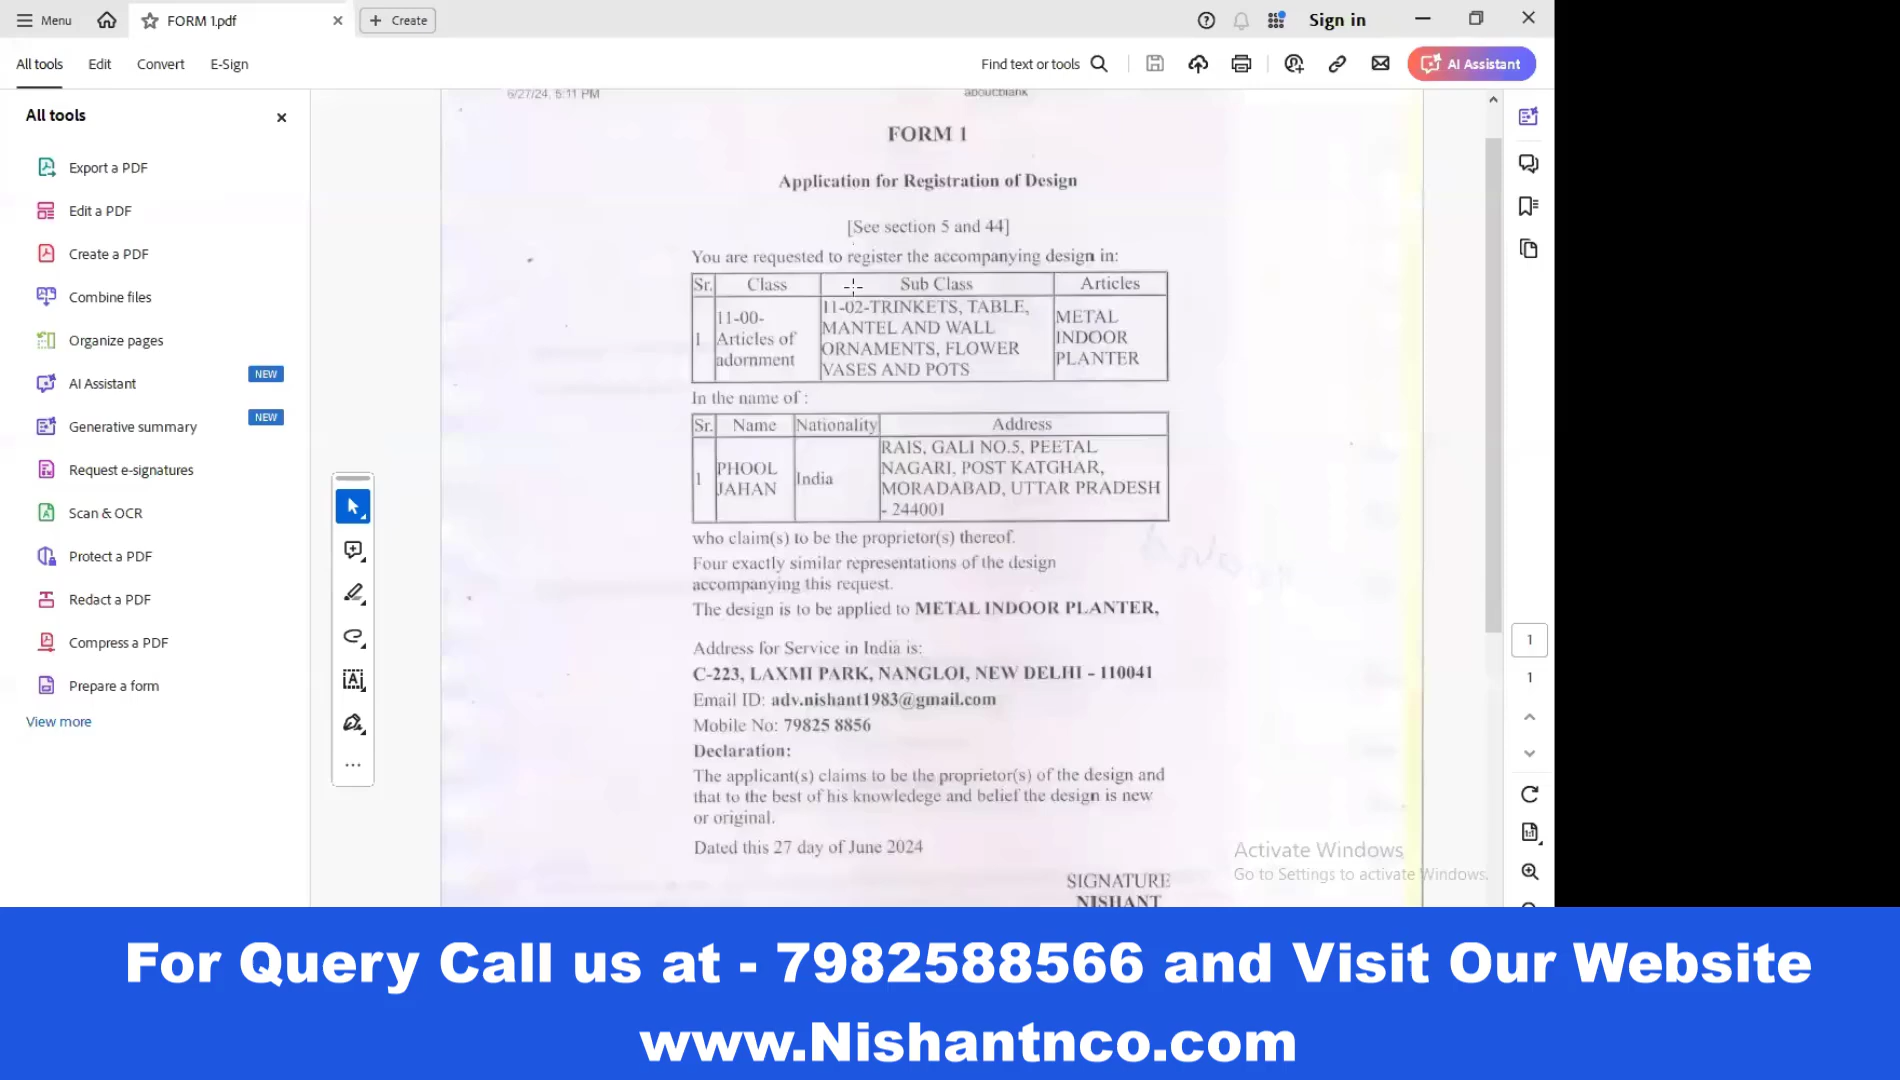 Menu
FORM 1.pdf
Create
Sign in
All tools
Edit
Convert
E-Sign
Find text or tools
AI Assistant
All tools
Export a PDF
Edit a PDF
Create a PDF
Combine files
Organize pages
AI Assistant
NEW
Generative summary
NEW
Request e-signatures
Scan & OCR
Protect a PDF
Redact a PDF
Compress a PDF
Prepare a form
View more
6/27/24, 5:11 PM
about:blank
FORM 1
Application for Registration of Design
[See section 5 and 44]
You are requested to register the accompanying design in:
Sr. Class Sub Class Articles
1
11-00-
Articles of
adornment
11-02-TRINKETS, TABLE,
MANTEL AND WALL
ORNAMENTS, FLOWER
VASES AND POTS
METAL
INDOOR
PLANTER
In the name of :
Sr. Name Nationality Address
1
PHOOL
JAHAN
India
RAIS, GALI NO.5, PEETAL
NAGARI, POST KATGHAR,
MORADABAD, UTTAR PRADESH
- 244001
who claim(s) to be the proprietor(s) thereof.
Four exactly similar representations of the design
accompanying this request.
The design is to be applied to METAL INDOOR PLANTER,
Address for Service in India is:
C-223, LAXMI PARK, NANGLOI, NEW DELHI - 110041
Email ID: adv.nishant1983@gmail.com
Mobile No: 79825 8856
Declaration:
The applicant(s) claims to be the proprietor(s) of the design and
that to the best of his knowledege and belief the design is new
or original.
Dated this 27 day of June 2024
SIGNATURE
NISHANT
1
1
Activate Windows
Go to Settings to activate Windows.
For Query Call us at - 7982588566 and Visit Our Website
www.Nishantnco.com